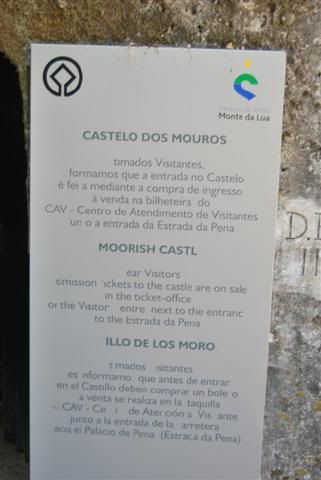 Parques de Sintra
Monte da Lua
CASTELO DOS MOUROS
timados Visitantes,
formamos que a entrada no Castelo
é fei a mediante a compra de ingresso
à venda na bilheteira do
CAV - Centro de Atendimento de Visitantes
un o a entrada da Estrada da Pena
MOORISH CASTL
ear Visitors
omission ickets to the castle are on sale
in the ticket-office
or the Visitor entre next to the entranc
to the Estrada da Pena
ILLO DE LOS MORO
t mados isitantes
es nformamo que antes de entrar
en el Castillo deben comprar un bole o
a venta se realiza en la taquilla
CAV - Ce i de Ate ción a Vis ante
junto a la entrada de la arretera
acia el Palacio de Pena (Estraca da Pena)
D.